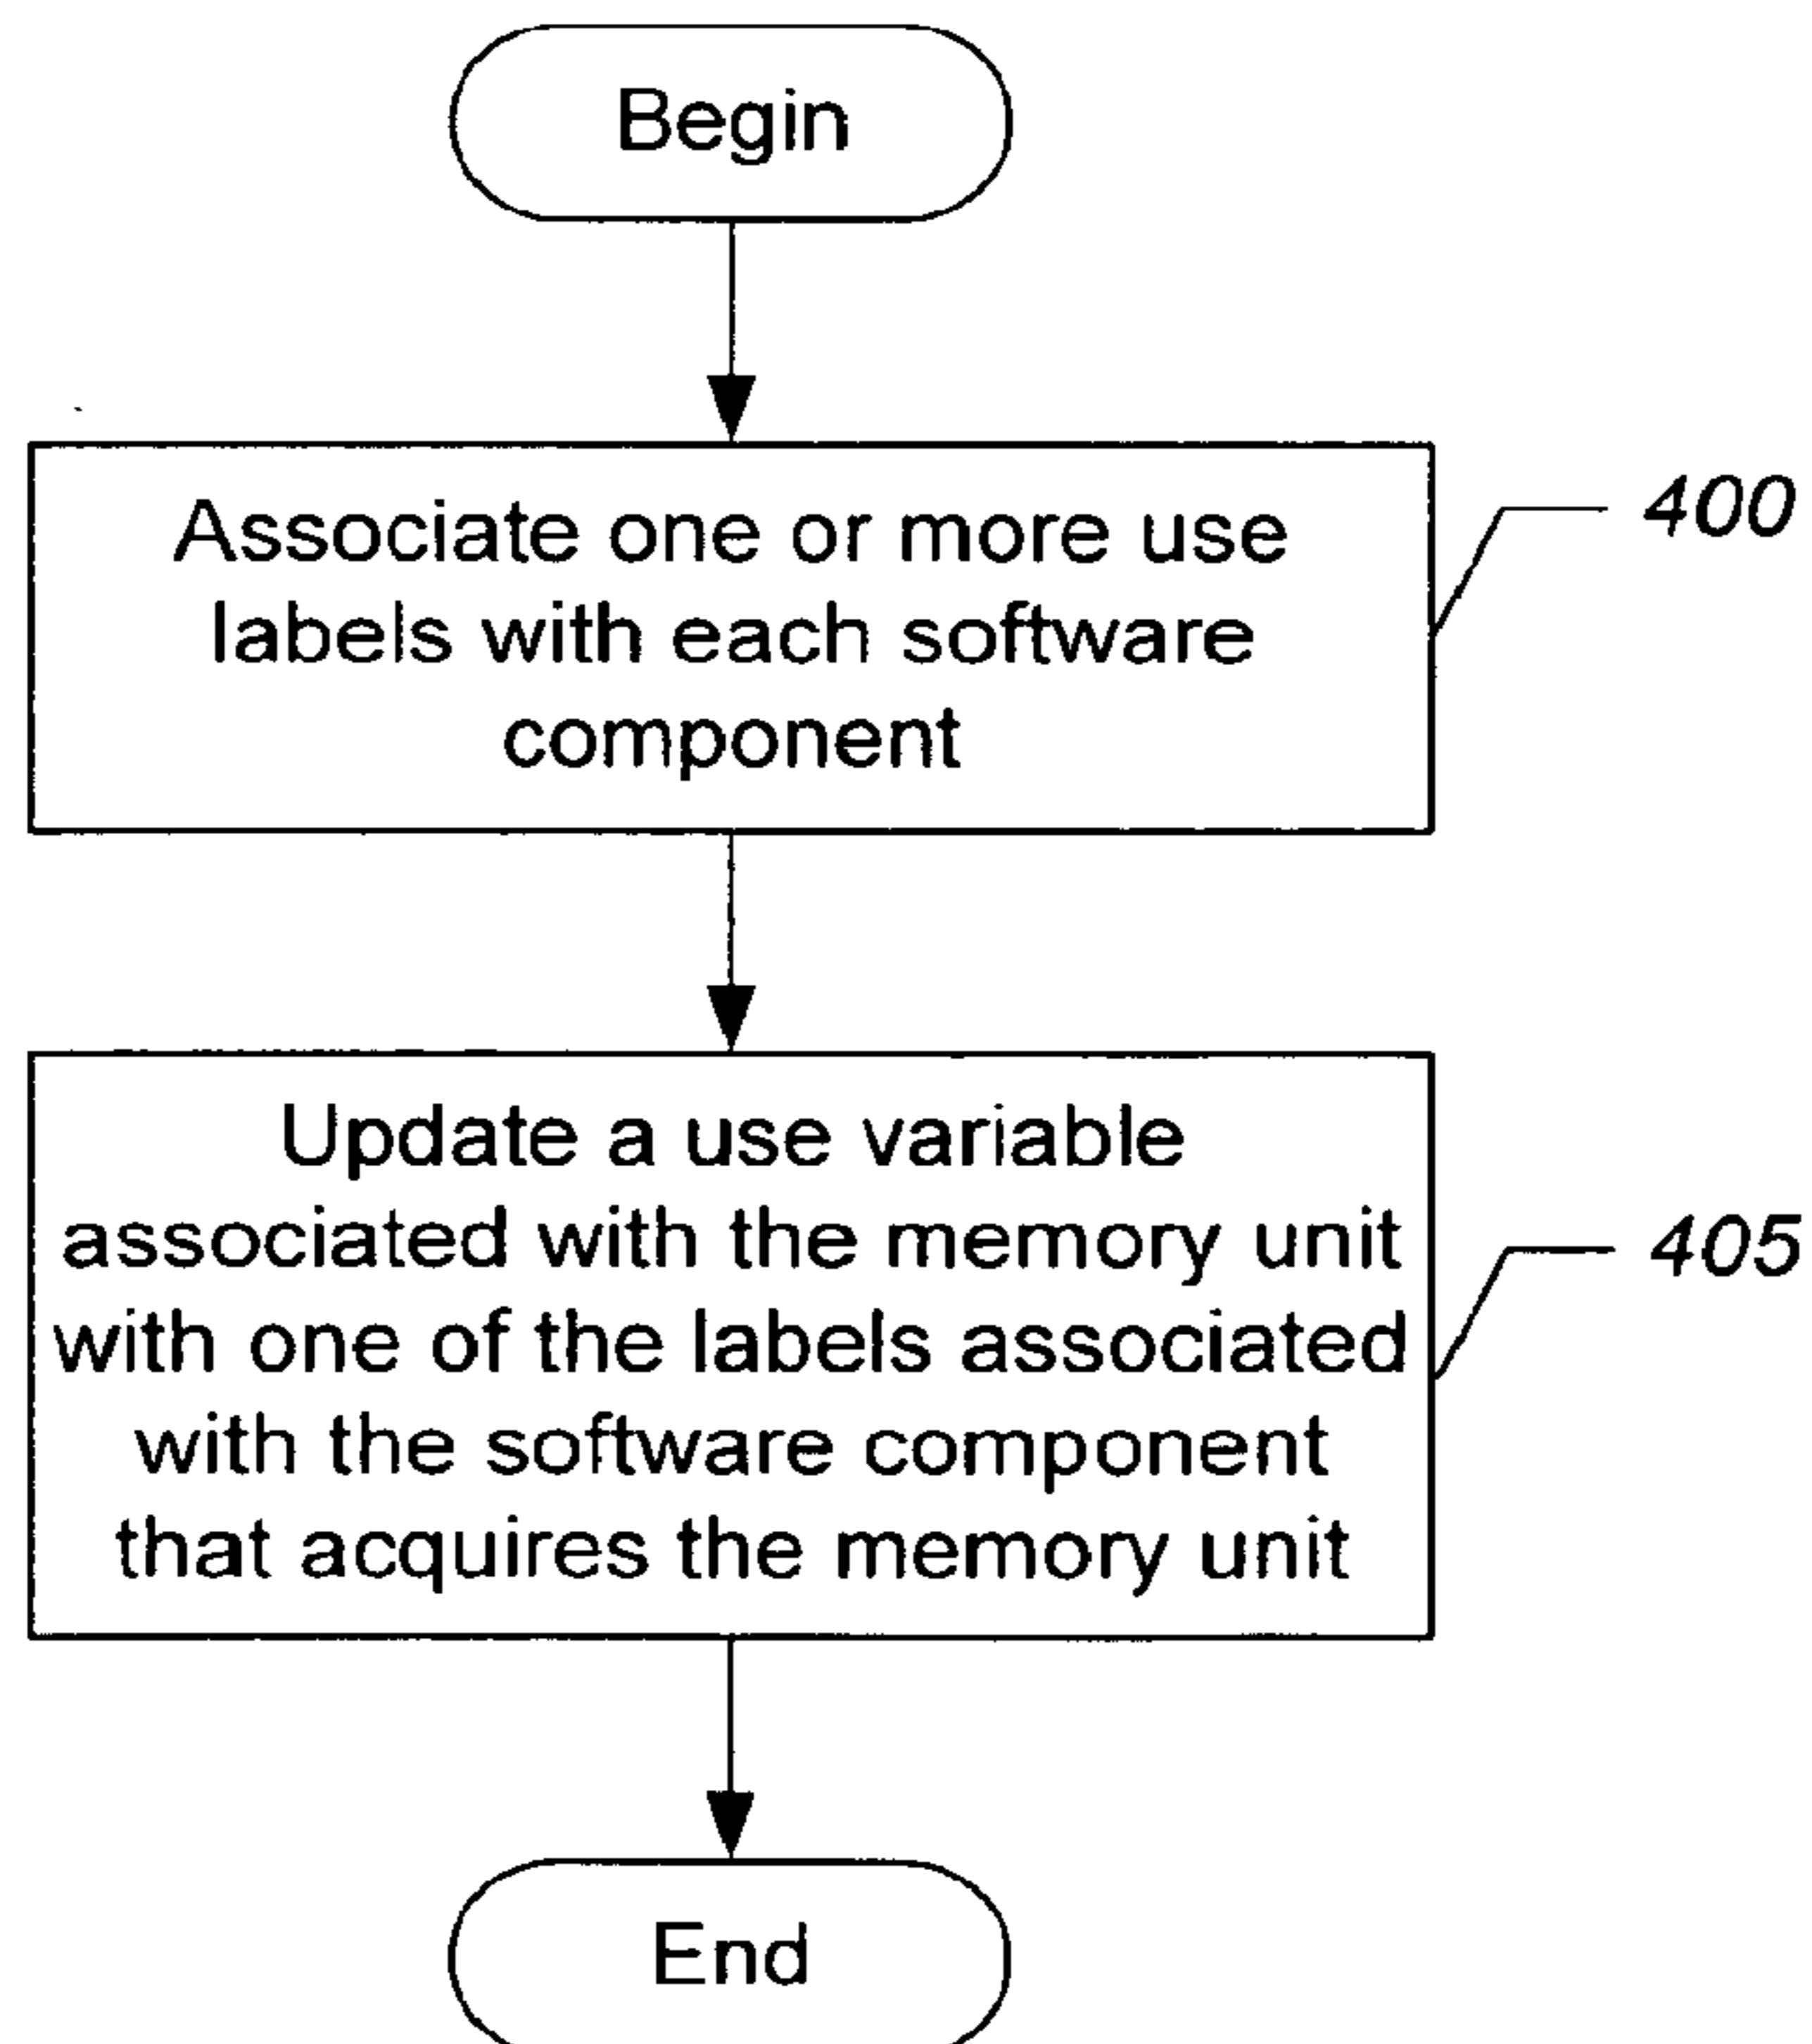 Begin
Associate one or more use
labels with each software
component
400
Update a use variable
associated with the memory unit
with one of the labels associated
with the software component
that acquires the memory unit
405
End